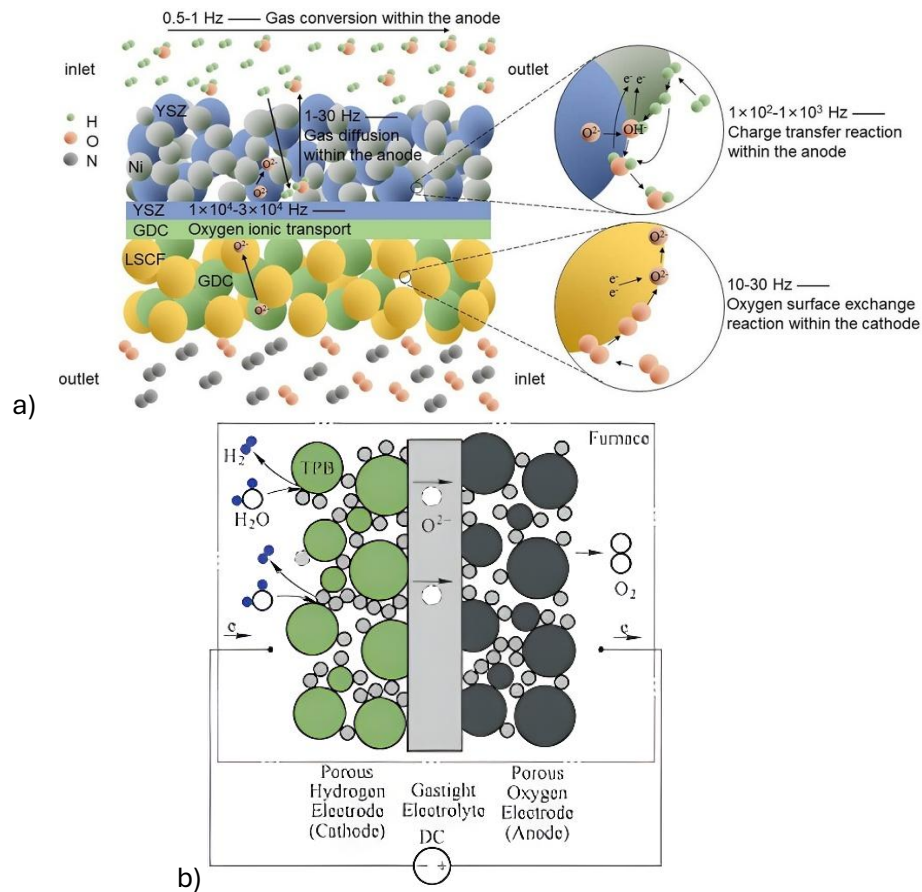 0.5-1 Hz —— Gas conversion within the anode
inlet
outlet
H
O
N
YSZ
Ni
1-30 Hz ——
Gas diffusion
within the anode
O²⁻
O²⁻
YSZ 1×10⁴-3×10⁴ Hz ——
GDC Oxygen ionic transport
LSCF
O²⁻
GDC
O²⁻
outlet
inlet
e⁻ e⁻
O²⁻
OH⁻
1×10²-1×10³ Hz ——
Charge transfer reaction
within the anode
O²⁻
e⁻
e⁻
O²⁻
10-30 Hz ——
Oxygen surface exchange
reaction within the cathode
a)
Furnace
H₂
TPB
H₂O
O²⁻
O₂
e
e
Porous
Hydrogen
Electrode
(Cathode)
Gastight
Electrolyte
Porous
Oxygen
Electrode
(Anode)
DC
- +
b)